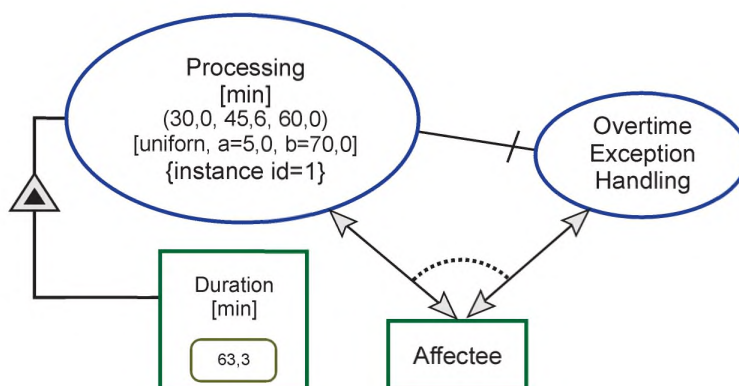 Processing
[min]
(30,0, 45,6, 60,0)
[uniforn, a=5,0, b=70,0]
{instance id=1}
Overtime
Exception
Handling
Duration
[min]
63,3
Affectee